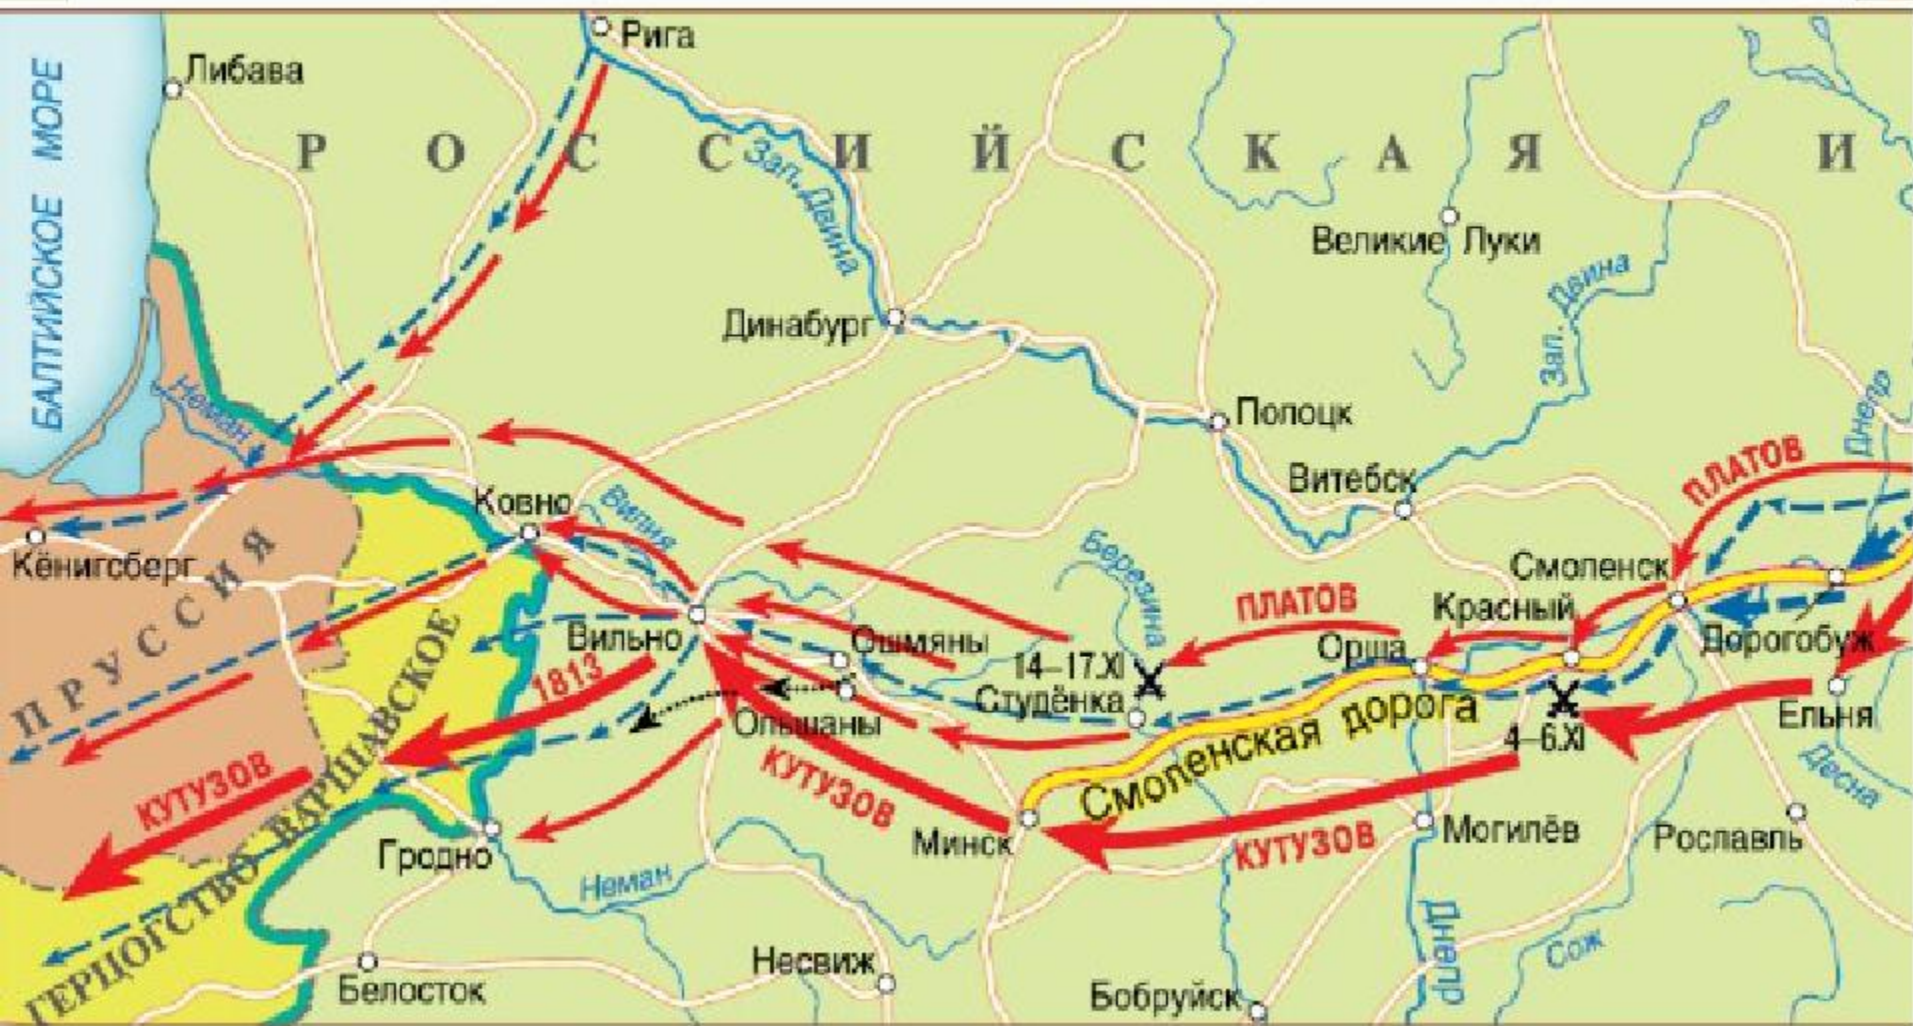 Рига
Либава
БАЛТИЙСКОЕ МОРЕ
РОССИЙСКАЯ И
Зап. Двина
Великие Луки
Зап. Двина
Динабург
Неман
Полоцк
Днепр
Витебск
ПЛАТОВ
Ковно
Вилия
Березина
Кёнигсберг
ПРУССИЯ
Смоленск
ПЛАТОВ
Красный
Дорогобуж
Вильно
Ошмяны
Орша
14–17.XI
Студёнка
1813
Ольшаны
Смоленская дорога
4–6.XI
Ельня
Десна
КУТУЗОВ
КУТУЗОВ
КУТУЗОВ
ГЕРЦОГСТВО ВАРШАВСКОЕ
Минск
Могилёв
Рославль
Гродно
Неман
Днепр
Сож
Несвиж
Белосток
Бобруйск